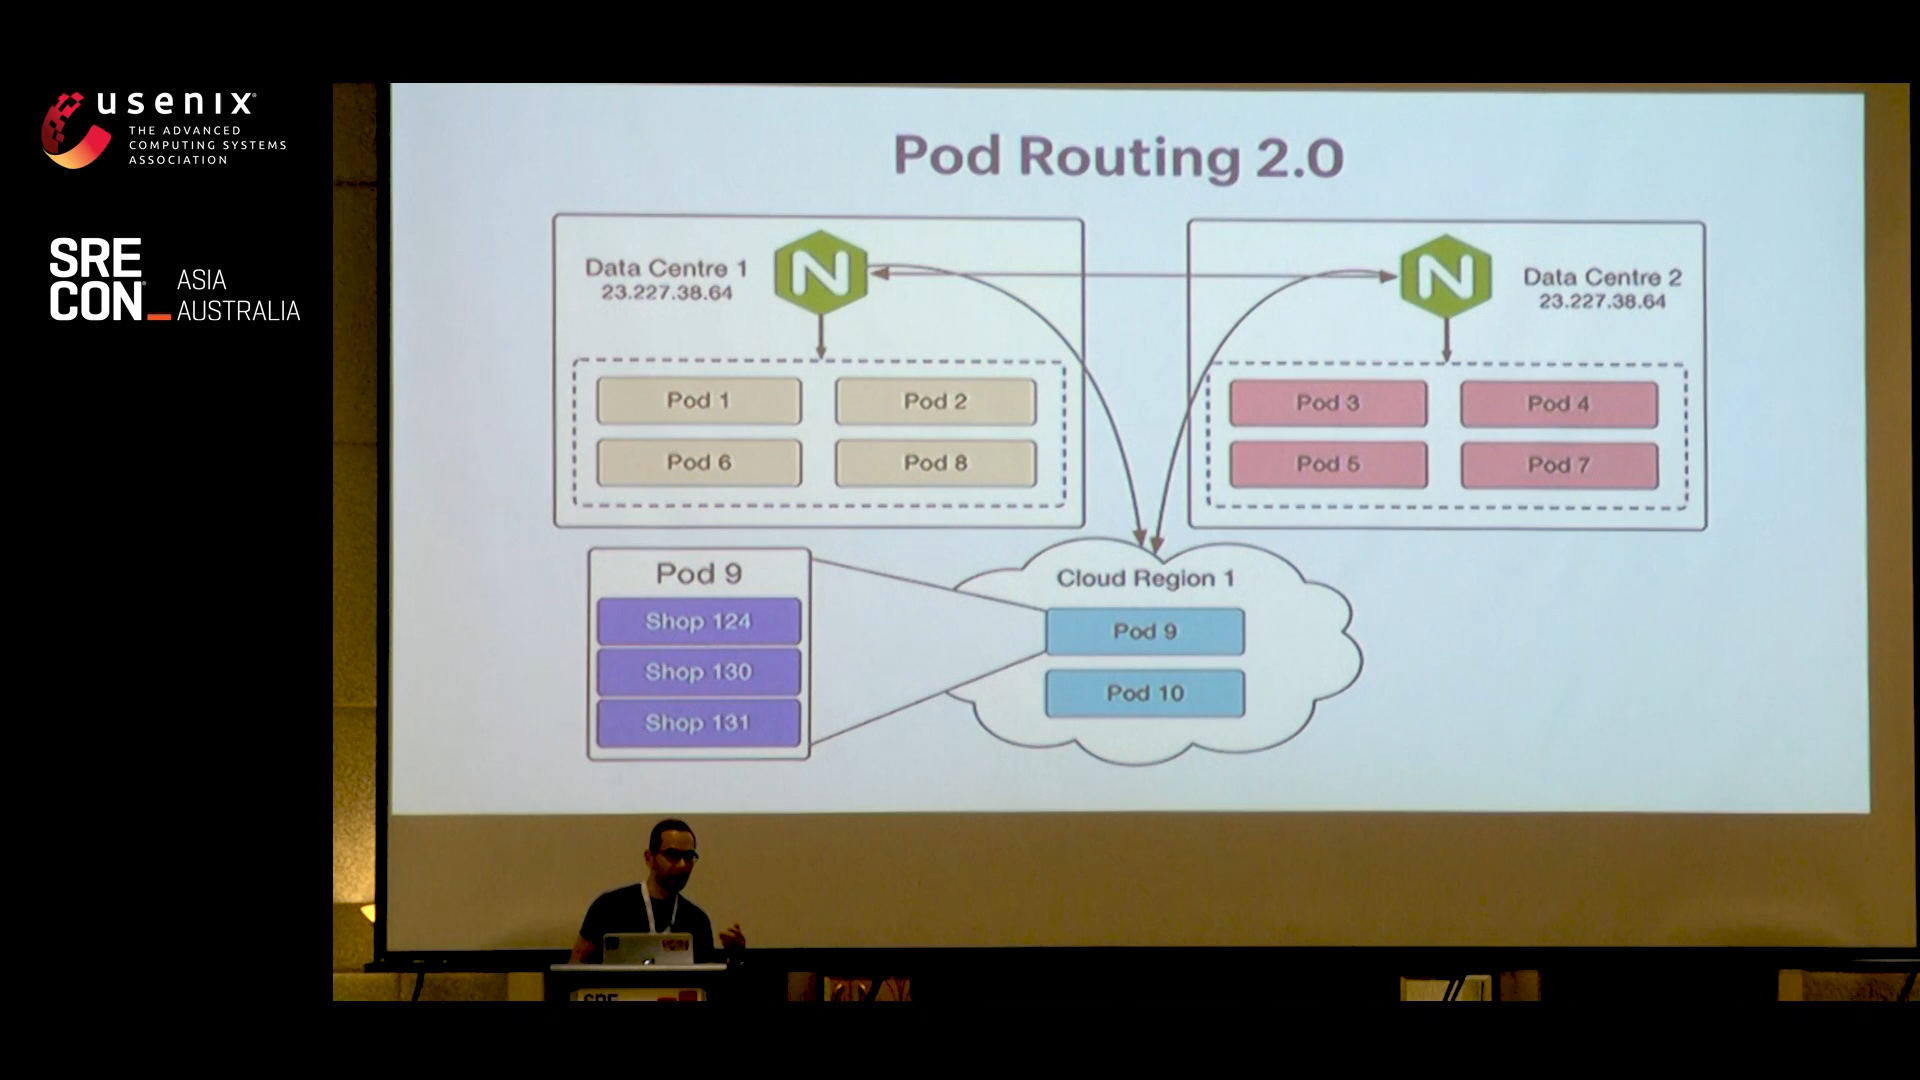 usenix
THE ADVANCED
COMPUTING SYSTEMS
ASSOCIATION
SRE
CON
ASIA
AUSTRALIA
Pod Routing 2.0
Data Centre 1
23.227.38.64
N
Pod 1
Pod 2
Pod 6
Pod 8
N
Data Centre 2
23.227.38.64
Pod 3
Pod 4
Pod 5
Pod 7
Pod 9
Shop 124
Shop 130
Shop 131
Cloud Region 1
Pod 9
Pod 10